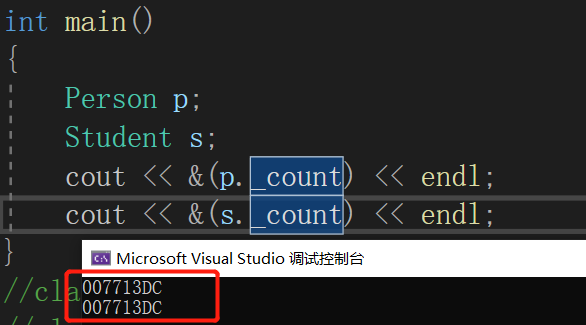 int main()
{
Person p;
Student s;
cout << &(p._count) << endl;
cout << &(s._count) << endl;
}
Microsoft Visual Studio 调试控制台
//cla
007713DC
007713DC